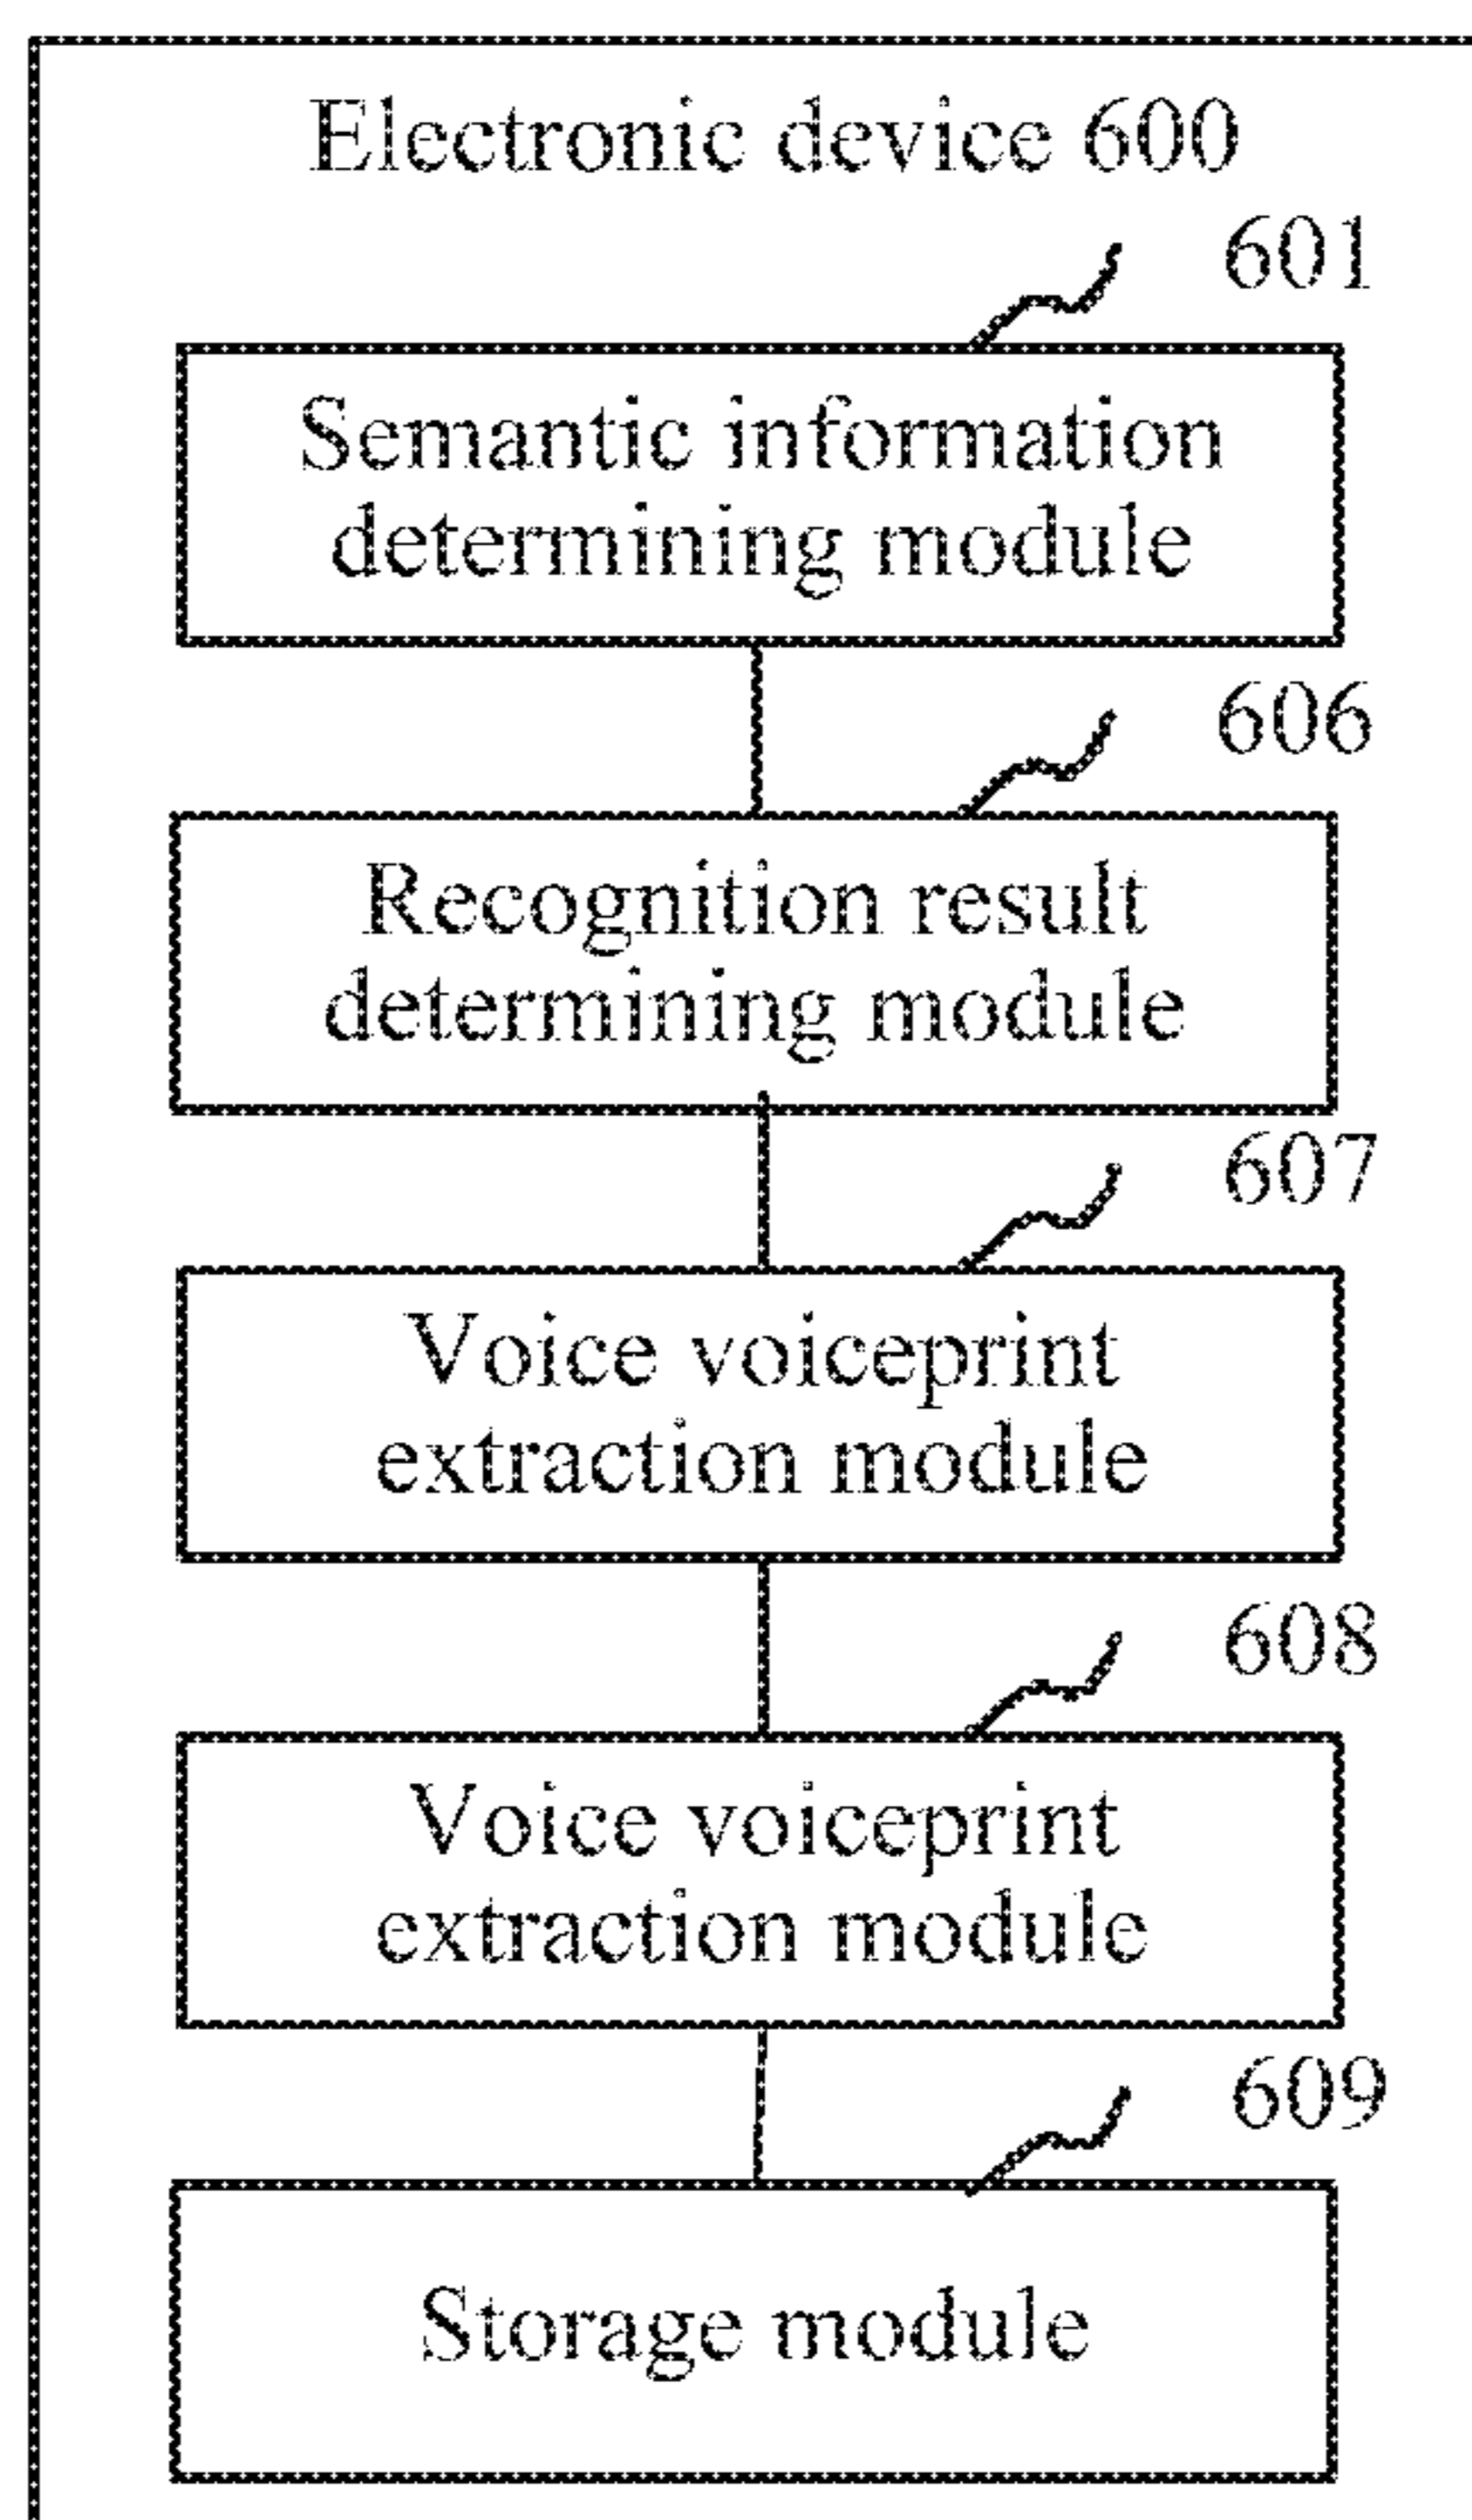 Electronic device 600
601
Semantic information
determining module
606
Recognition result
determining module
607
Voice voiceprint
extraction module
608
Voice voiceprint
extraction module
609
Storage module